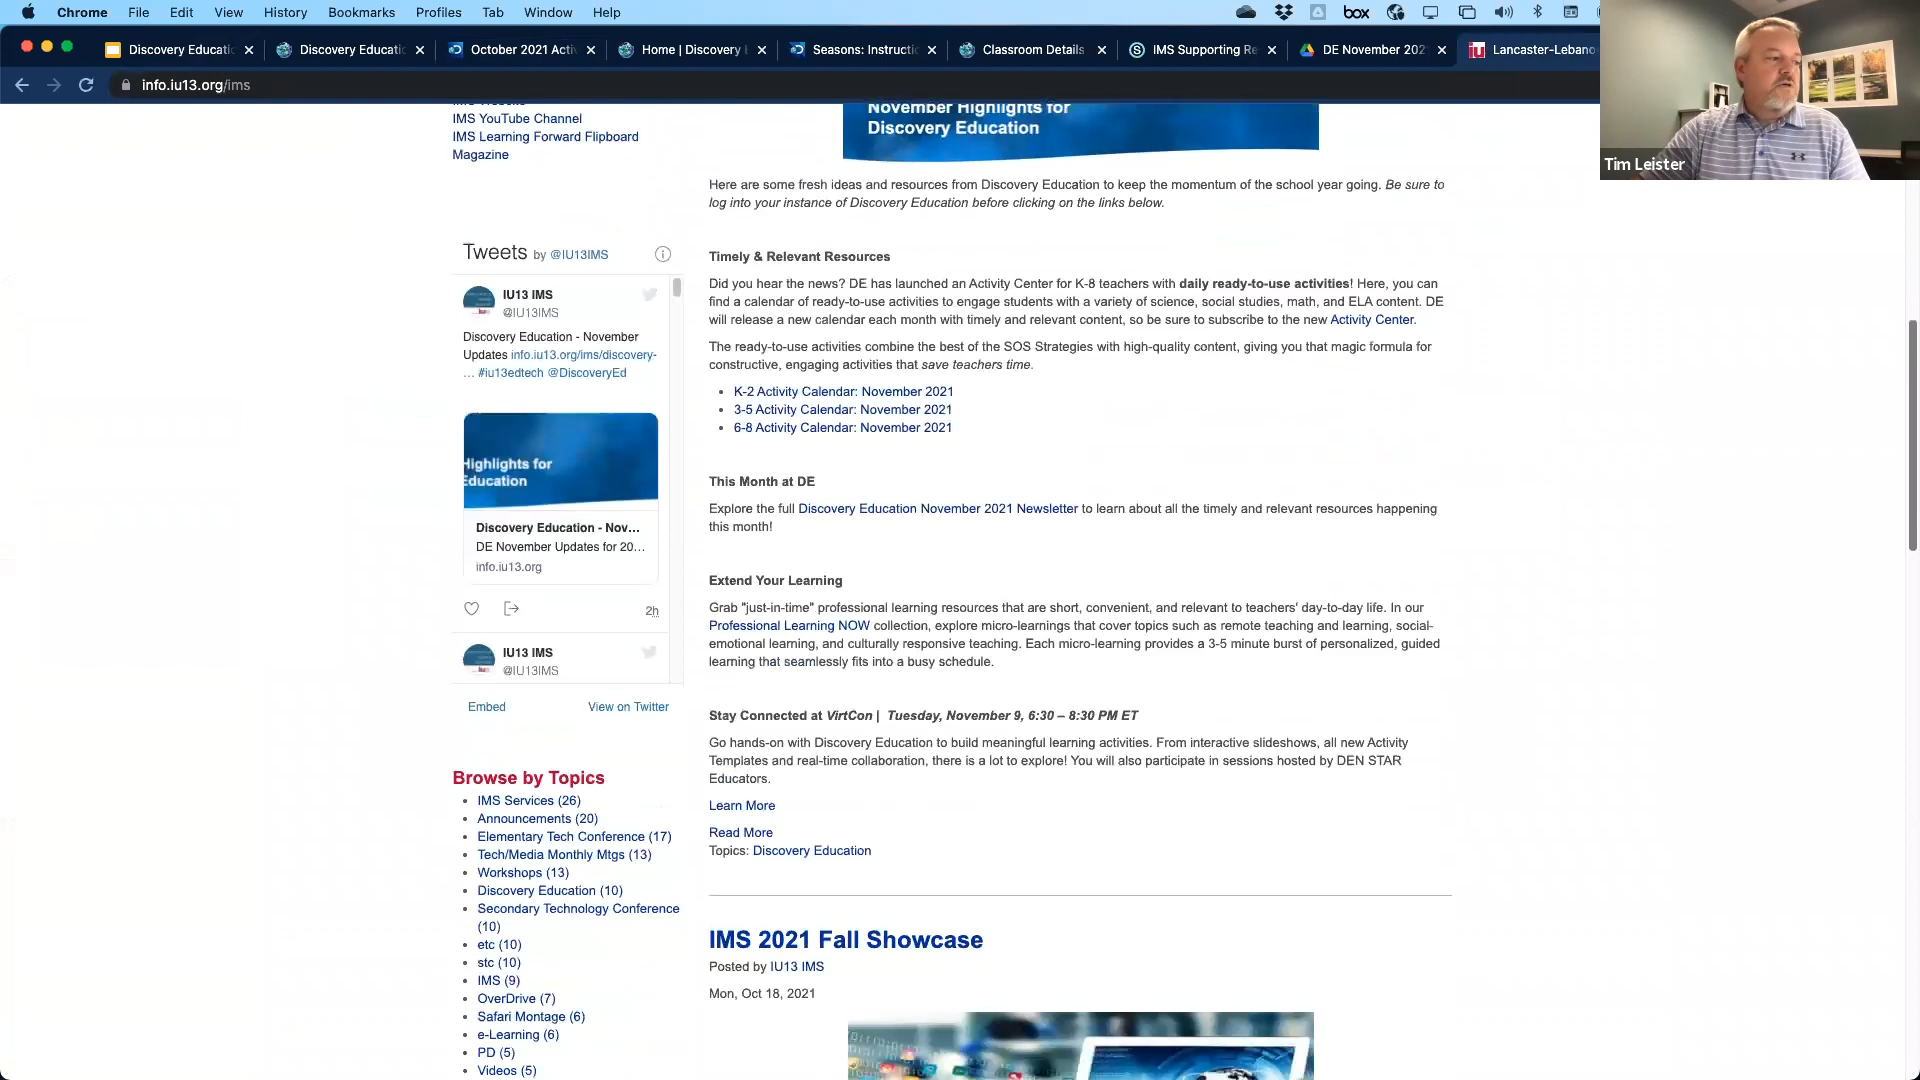 Chrome File Edit View History Bookmarks Profiles Tab Window Help
box
Discovery Educatio
Discovery Educatio
October 2021 Activ
Home | Discovery E
Seasons: Instructio
Classroom Details
IMS Supporting Re
DE November 202
Lancaster-Lebano
info.iu13.org/ims
IMS YouTube Channel
IMS Learning Forward Flipboard
Magazine
Tweets by @IU13IMS
IU13 IMS
@IU13IMS
Discovery Education - November
Updates info.iu13.org/ims/discovery-
… #iu13edtech @DiscoveryEd
Highlights for
Education
Discovery Education - Nov...
DE November Updates for 20...
info.iu13.org
2h
IU13 IMS
@IU13IMS
Embed
View on Twitter
Browse by Topics
IMS Services (26)
Announcements (20)
Elementary Tech Conference (17)
Tech/Media Monthly Mtgs (13)
Workshops (13)
Discovery Education (10)
Secondary Technology Conference
(10)
etc (10)
stc (10)
IMS (9)
OverDrive (7)
Safari Montage (6)
e-Learning (6)
PD (5)
Videos (5)
November Highlights for
Discovery Education
Here are some fresh ideas and resources from Discovery Education to keep the momentum of the school year going. Be sure to
log into your instance of Discovery Education before clicking on the links below.
Timely & Relevant Resources
Did you hear the news? DE has launched an Activity Center for K-8 teachers with daily ready-to-use activities! Here, you can
find a calendar of ready-to-use activities to engage students with a variety of science, social studies, math, and ELA content. DE
will release a new calendar each month with timely and relevant content, so be sure to subscribe to the new Activity Center.
The ready-to-use activities combine the best of the SOS Strategies with high-quality content, giving you that magic formula for
constructive, engaging activities that save teachers time.
K-2 Activity Calendar: November 2021
3-5 Activity Calendar: November 2021
6-8 Activity Calendar: November 2021
This Month at DE
Explore the full Discovery Education November 2021 Newsletter to learn about all the timely and relevant resources happening
this month!
Extend Your Learning
Grab "just-in-time" professional learning resources that are short, convenient, and relevant to teachers' day-to-day life. In our
Professional Learning NOW collection, explore micro-learnings that cover topics such as remote teaching and learning, social-
emotional learning, and culturally responsive teaching. Each micro-learning provides a 3-5 minute burst of personalized, guided
learning that seamlessly fits into a busy schedule.
Stay Connected at VirtCon | Tuesday, November 9, 6:30 – 8:30 PM ET
Go hands-on with Discovery Education to build meaningful learning activities. From interactive slideshows, all new Activity
Templates and real-time collaboration, there is a lot to explore! You will also participate in sessions hosted by DEN STAR
Educators.
Learn More
Read More
Topics: Discovery Education
IMS 2021 Fall Showcase
Posted by IU13 IMS
Mon, Oct 18, 2021
Tim Leister